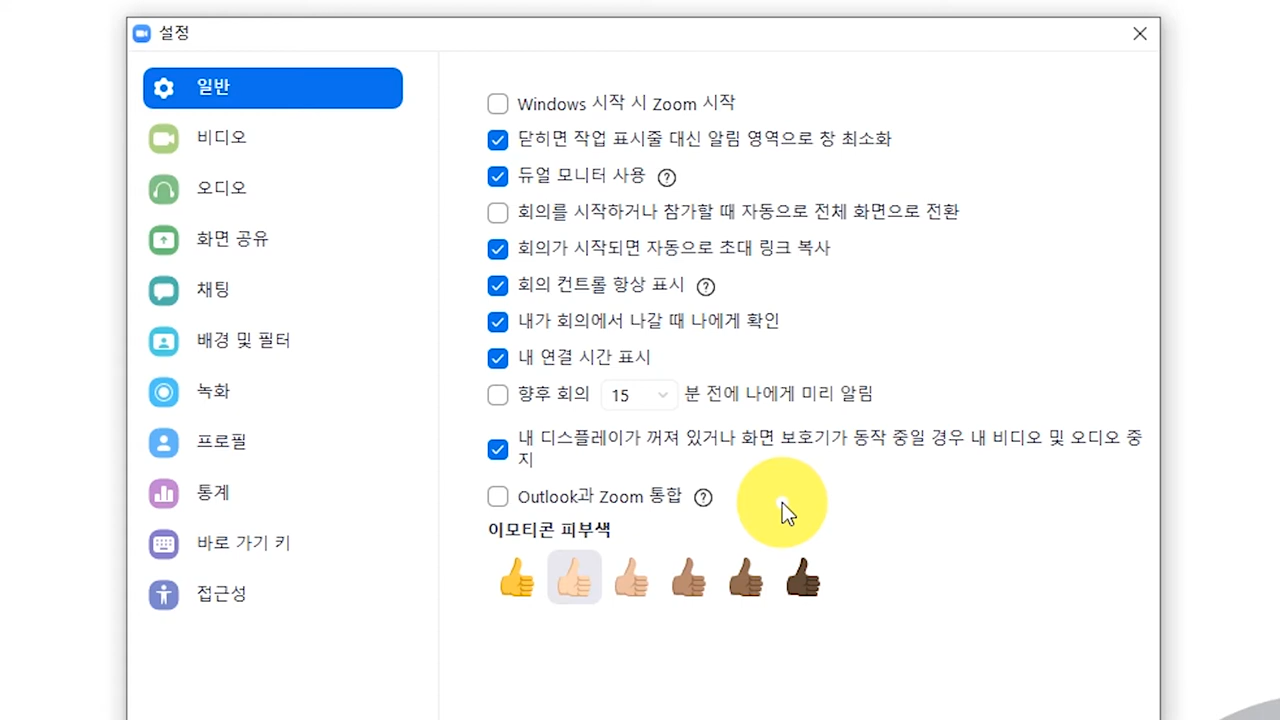 설정
일반
비디오
오디오
화면 공유
채팅
배경 및 필터
녹화
프로필
통계
바로 가기 키
접근성
Windows 시작 시 Zoom 시작
닫히면 작업 표시줄 대신 알림 영역으로 창 최소화
듀얼 모니터 사용 ?
회의를 시작하거나 참가할 때 자동으로 전체 화면으로 전환
회의가 시작되면 자동으로 초대 링크 복사
회의 컨트롤 항상 표시 ?
내가 회의에서 나갈 때 나에게 확인
내 연결 시간 표시
향후 회의 15 분 전에 나에게 미리 알림
내 디스플레이가 꺼져 있거나 화면 보호기가 동작 중일 경우 내 비디오 및 오디오 중
지
Outlook과 Zoom 통합 ?
이모티콘 피부색